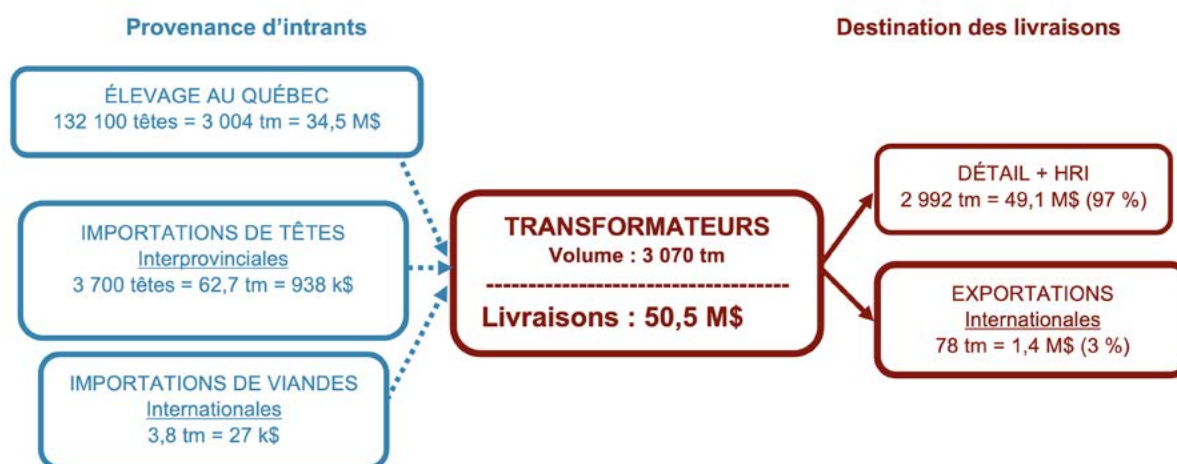 Provenance d'intrants
ÉLEVAGE AU QUÉBEC
132 100 têtes = 3 004 tm = 34,5 M$
IMPORTATIONS DE TÊTES
Interprovinciales
3 700 têtes = 62,7 tm = 938 k$
IMPORTATIONS DE VIANDES
Internationales
3,8 tm = 27 k$
TRANSFORMATEURS
Volume : 3 070 tm
Livraisons : 50,5 M$
Destination des livraisons
DÉTAIL + HRI
2 992 tm = 49,1 M$ (97 %)
EXPORTATIONS
Internationales
78 tm = 1,4 M$ (3 %)